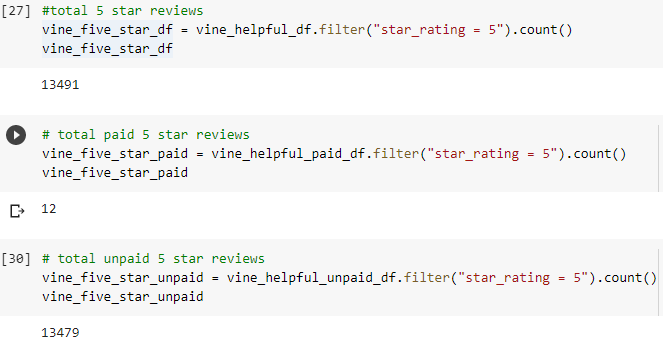 [27] #total 5 star reviews
vine_five_star_df = vine_helpful_df.filter("star_rating = 5").count()
vine_five_star_df
13491
# total paid 5 star reviews
vine_five_star_paid = vine_helpful_paid_df.filter("star_rating = 5").count()
vine_five_star_paid
12
[30] # total unpaid 5 star reviews
vine_five_star_unpaid = vine_helpful_unpaid_df.filter("star_rating = 5").count()
vine_five_star_unpaid
13479